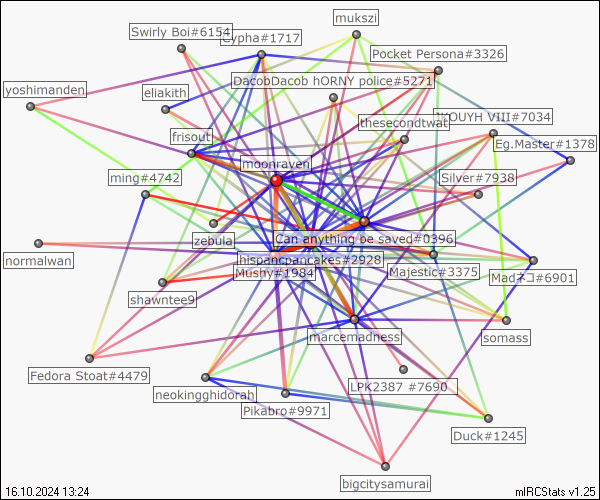 mukszi
Swirly Boi#6154
Cypha#1717
Pocket Persona#3326
DacobDacob hORNY police#5271
yoshimanden
eliakith
VIII#7034
thesecondtwat
frisout
Eg.Master#1378
moonraven
ming#4742
Silver#7938
zebula
Can anything be saved#0396
normalwan
hispancpancakes#2928
Mushy#1984
Majestic#3375
Madネコ#6901
shawntee9
marcemadness
somass
Fedora Stoat#4479
LPK2387 #7690
neokingghidorah
Pikabro#9971
Duck#1245
bigcitysamurai
16.10.2024 13:24
mIRCStats v1.25